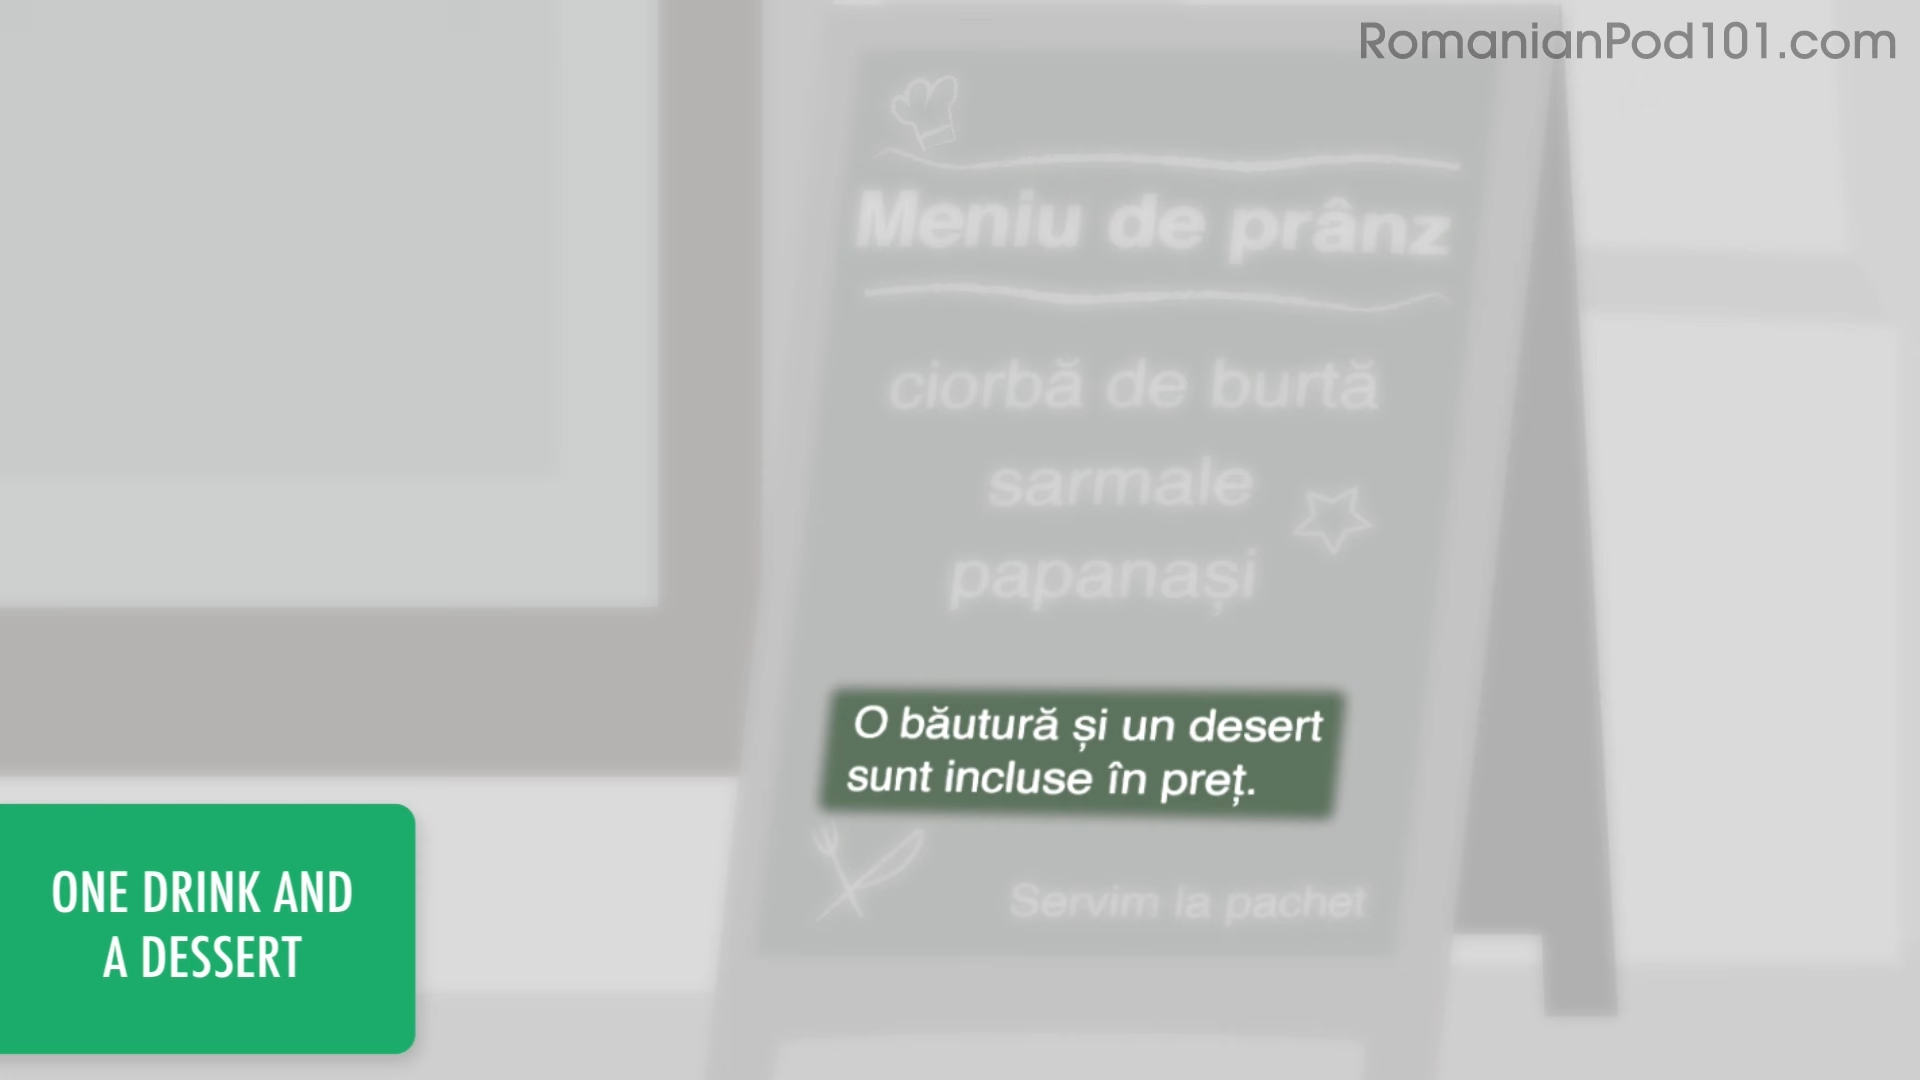 RomanianPod101.com
Meniu de prânz
ciorbă de burtă
sarmale
papanași
O băutură și un desert
sunt incluse în preț.
Servim la pachet
ONE DRINK AND
A DESSERT